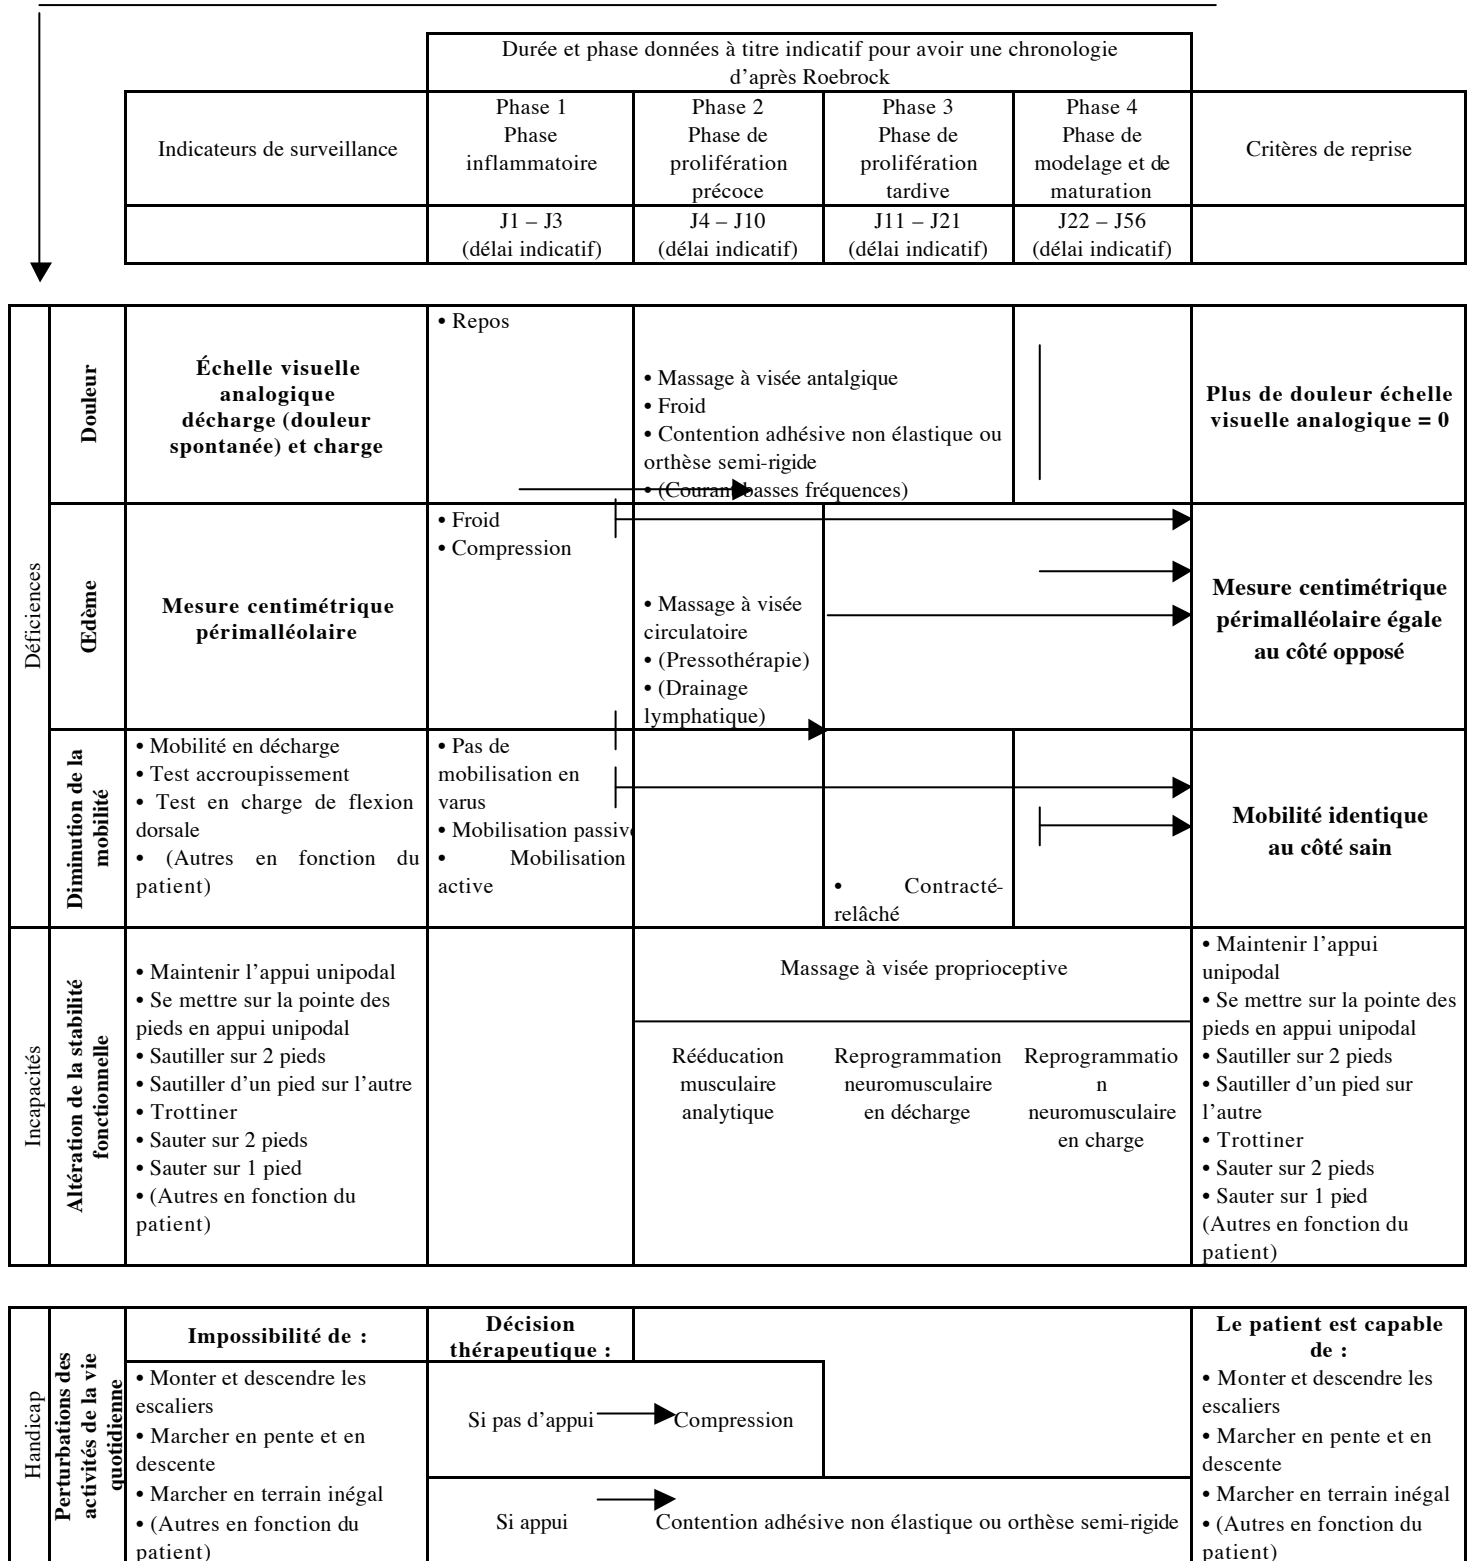 Durée et phase données à titre indicatif pour avoir une chronologie
d'après Roebrock
Indicateurs de surveillance
Phase 1
Phase
inflammatoire
Phase 2
Phase de
prolifération
précoce
Phase 3
Phase de
prolifération
tardive
Phase 4
Phase de
modelage et de
maturation
Critères de reprise
J1 – J3
(délai indicatif)
J4 – J10
(délai indicatif)
J11 – J21
(délai indicatif)
J22 – J56
(délai indicatif)
Déficiences
Douleur
Échelle visuelle
analogique
décharge (douleur
spontanée) et charge
• Repos
• Massage à visée antalgique
• Froid
• Contention adhésive non élastique ou
orthèse semi-rigide
• (Courant basses fréquences)
Plus de douleur échelle
visuelle analogique = 0
Œdème
Mesure centimétrique
périmalléolaire
• Froid
• Compression
• Massage à visée
circulatoire
• (Pressothérapie)
• (Drainage
lymphatique)
Mesure centimétrique
périmalléolaire égale
au côté opposé
Diminution de la
mobilité
• Mobilité en décharge
• Test accroupissement
• Test en charge de flexion
dorsale
• (Autres en fonction du
patient)
• Pas de
mobilisation en
varus
• Mobilisation passive
• Mobilisation
active
• Contracté-
relâché
Mobilité identique
au côté sain
Incapacités
Altération de la stabilité
fonctionnelle
• Maintenir l'appui unipodal
• Se mettre sur la pointe des
pieds en appui unipodal
• Sautiller sur 2 pieds
• Sautiller d'un pied sur l'autre
• Trottiner
• Sauter sur 2 pieds
• Sauter sur 1 pied
• (Autres en fonction du
patient)
Massage à visée proprioceptive
Rééducation
musculaire
analytique
Reprogrammation
neuromusculaire
en décharge
Reprogrammatio
n
neuromusculaire
en charge
• Maintenir l'appui
unipodal
• Se mettre sur la pointe des
pieds en appui unipodal
• Sautiller sur 2 pieds
• Sautiller d'un pied sur
l'autre
• Trottiner
• Sauter sur 2 pieds
• Sauter sur 1 pied
(Autres en fonction du
patient)
Handicap
Perturbations des
activités de la vie
quotidienne
Impossibilité de :
• Monter et descendre les
escaliers
• Marcher en pente et en
descente
• Marcher en terrain inégal
• (Autres en fonction du
patient)
Décision
thérapeutique :
Si pas d'appui
Compression
Si appui
Contention adhésive non élastique ou orthèse semi-rigide
Le patient est capable
de :
• Monter et descendre les
escaliers
• Marcher en pente et en
descente
• Marcher en terrain inégal
• (Autres en fonction du
patient)